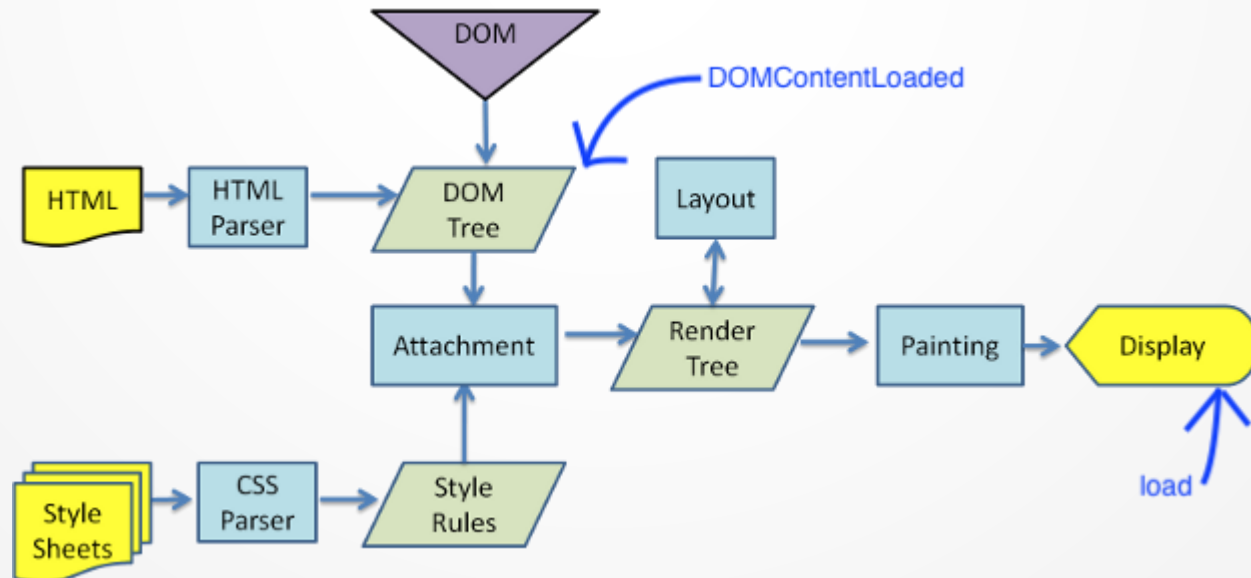 DOM
DOMContentLoaded
HTML
HTML
Parser
DOM
Tree
Layout
Attachment
Render
Tree
Painting
Display
Style
Sheets
CSS
Parser
Style
Rules
load